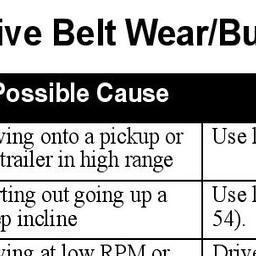 ive Belt Wear/Bu
Possible Cause
ving onto a pickup or
trailer in high range
Use l
rting out going up a
p incline
Use l
54).
ving at low RPM or
Drive